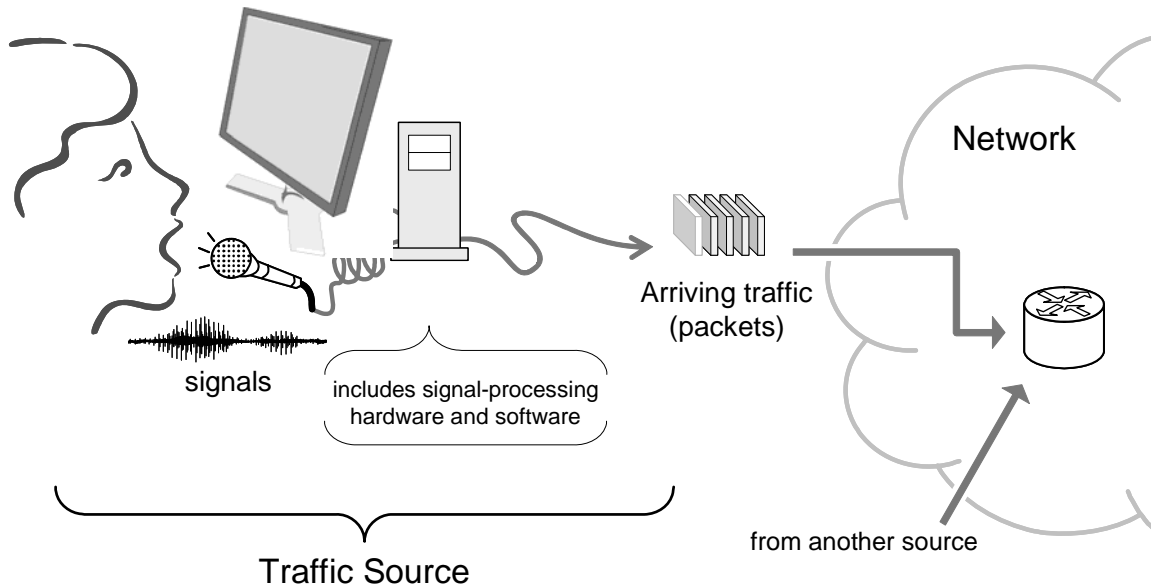 Network
Arriving traffic
(packets)
signals
includes signal-processing
hardware and software
from another source
Traffic Source